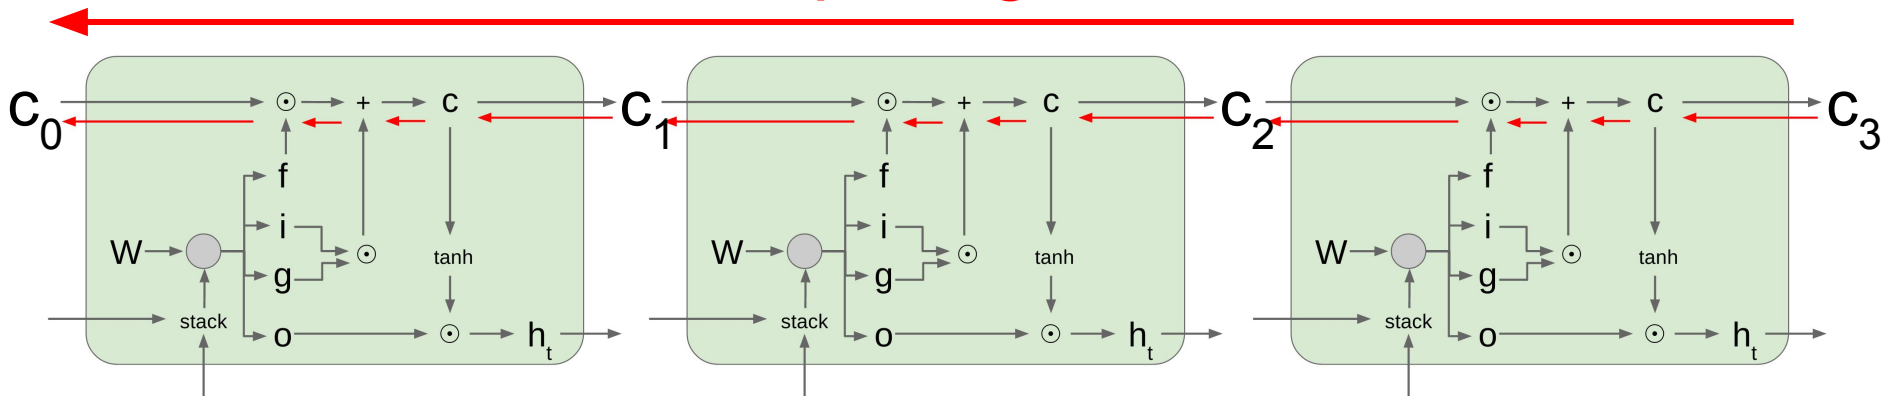 c0 ⊙ + c c1 ⊙ + c c2 ⊙ + c c3
f f f
i i i
W ⊙ tanh W ⊙ tanh W ⊙ tanh
g g g
stack stack stack
o ⊙ ht o ⊙ ht o ⊙ ht